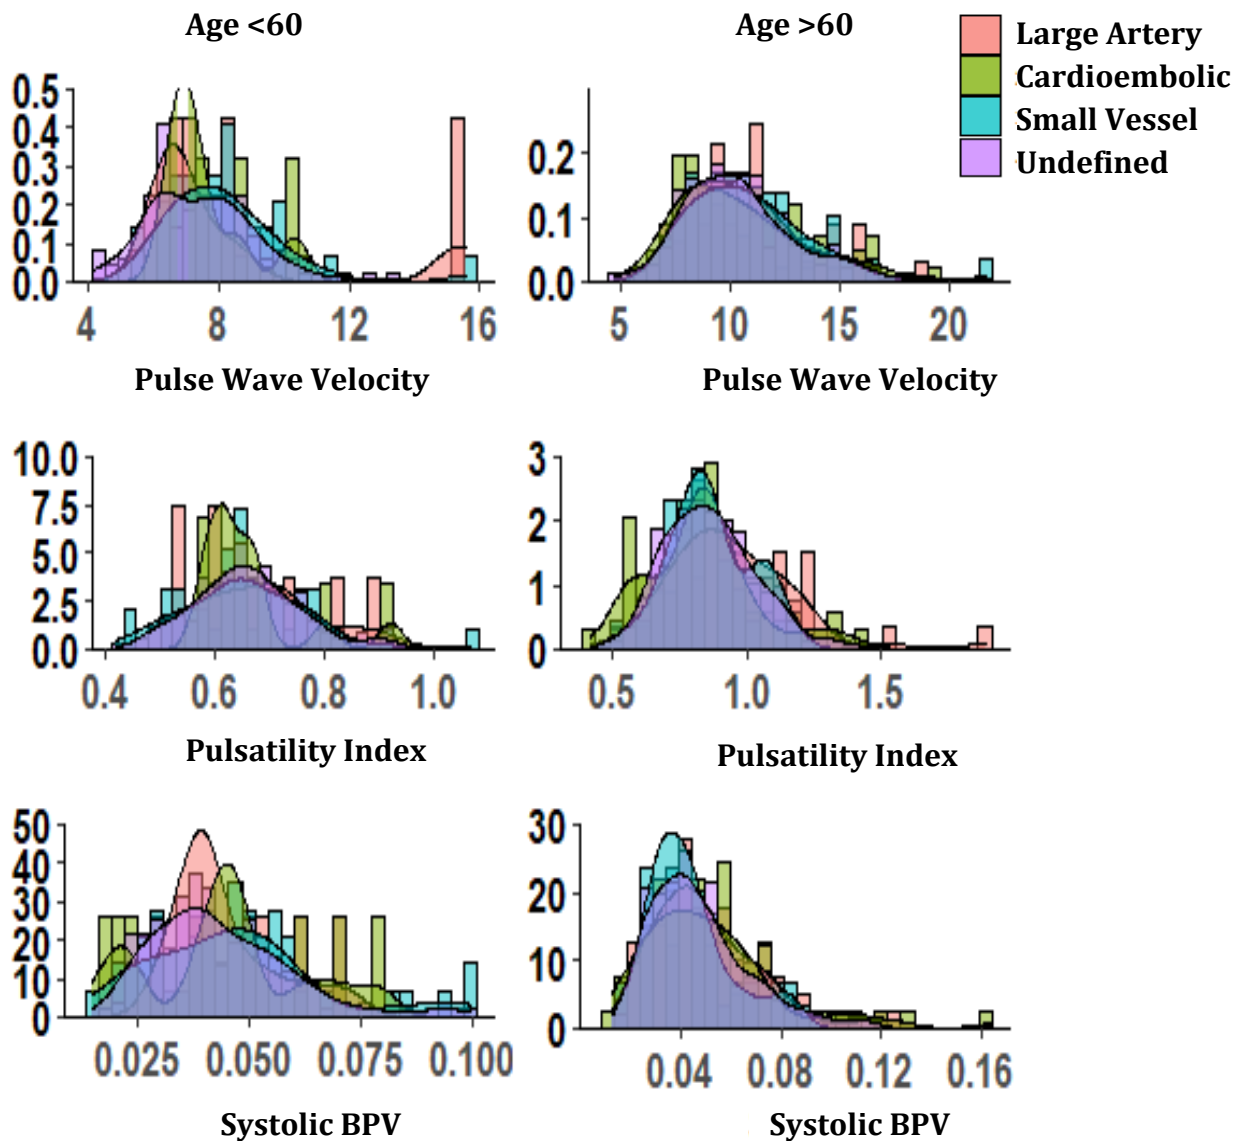 Age <60
Age >60
Large Artery
Cardioembolic
Small Vessel
Undefined
0.5
0.4
0.3
0.2
0.1
0.0
4 8 12 16
Pulse Wave Velocity
0.2
0.1
0.0
5 10 15 20
Pulse Wave Velocity
10.0
7.5
5.0
2.5
0.0
0.4 0.6 0.8 1.0
Pulsatility Index
3
2
1
0
0.5 1.0 1.5
Pulsatility Index
50
40
30
20
10
0
0.025 0.050 0.075 0.100
Systolic BPV
30
20
10
0
0.04 0.08 0.12 0.16
Systolic BPV